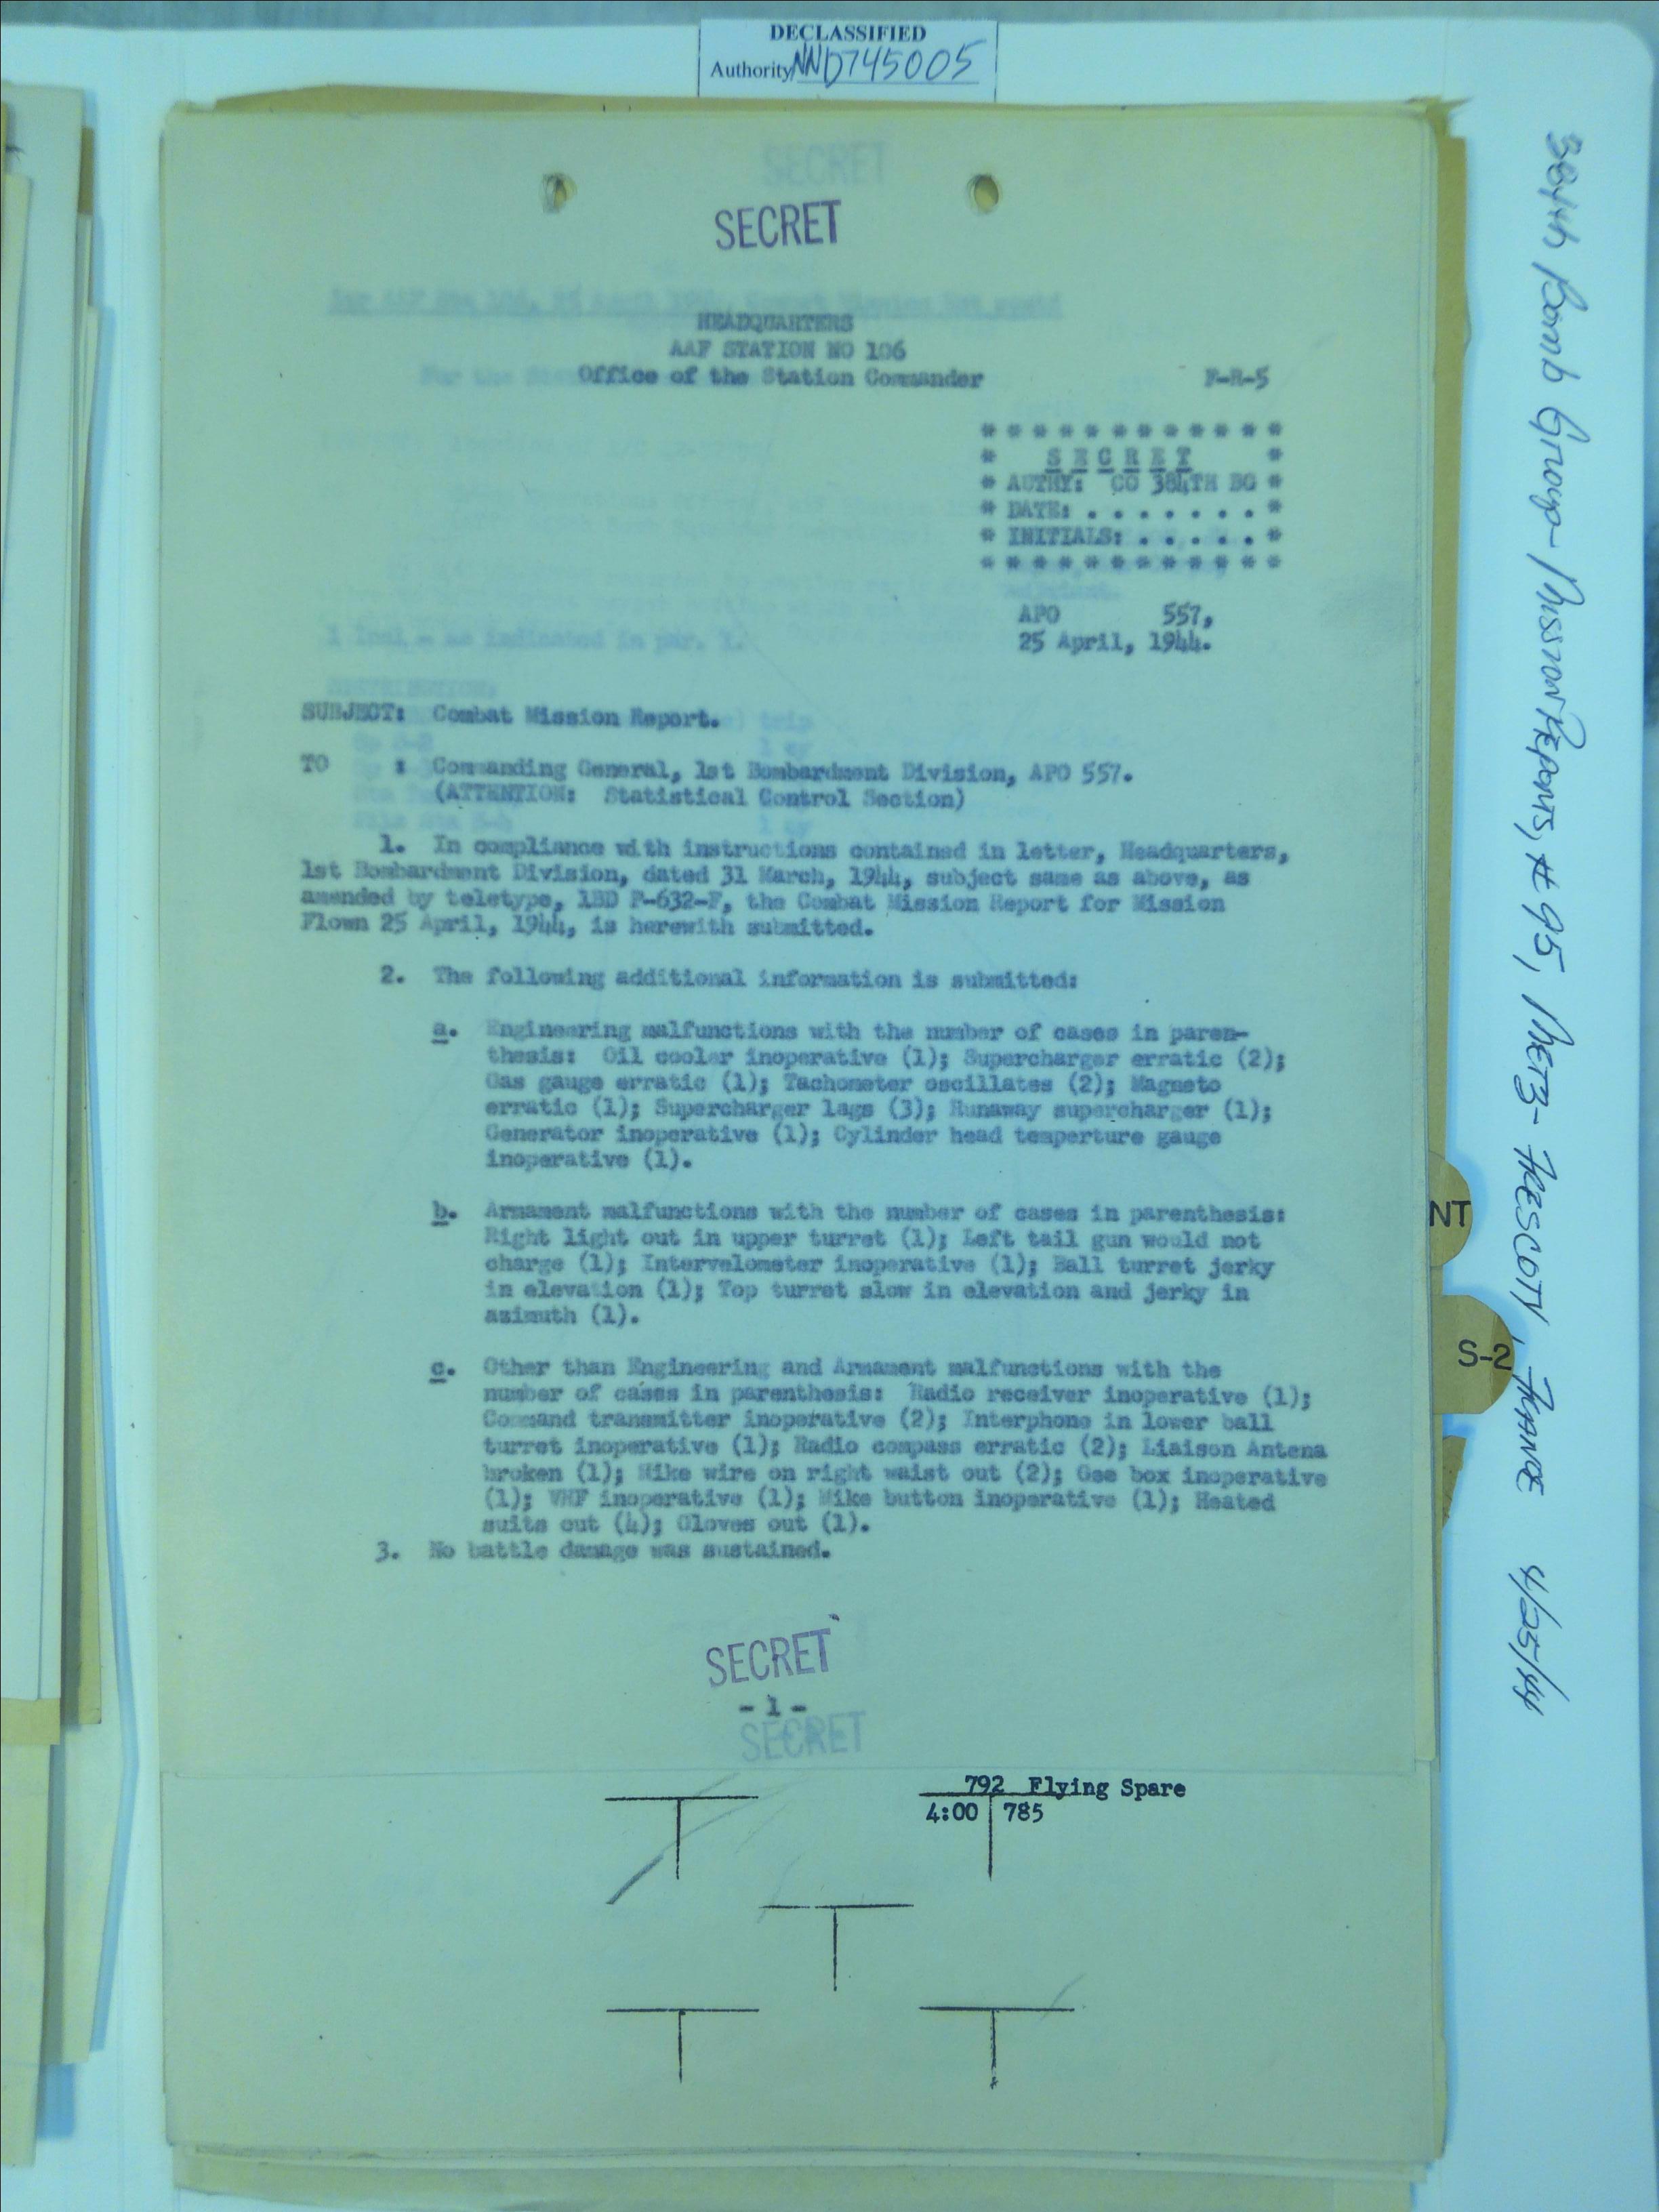 DECLASSIFIED
Authority NND745005
SECRET
SECRET
HEADQUARTERS
AAF STATION NO 106
Office of the Station Commander F-R-5
* * * * * * * * * * * *
* S E C R E T *
* AUTHY: CO 384TH BG *
* DATE: . . . . . . . *
* INITIALS: . . . . . *
* * * * * * * * * * * *
APO 557,
25 April, 1944.
1 Incl - as indicated in par. 1.
SUBJECT: Combat Mission Report.
TO : Commanding General, 1st Bombardment Division, APO 557.
(ATTENTION: Statistical Control Section)
1. In compliance with instructions contained in letter, Headquarters,
1st Bombardment Division, dated 31 March, 1944, subject same as above, as
amended by teletype, 1BD F-632-F, the Combat Mission Report for Mission
Flown 25 April, 1944, is herewith submitted.
2. The following additional information is submitted:
a. Engineering malfunctions with the number of cases in paren-
thesis: Oil cooler inoperative (1); Supercharger erratic (2);
Gas gauge erratic (1); Tachometer oscillates (2); Magneto
erratic (1); Supercharger lags (3); Runaway supercharger (1);
Generator inoperative (1); Cylinder head temperture gauge
inoperative (1).
b. Armament malfunctions with the number of cases in parenthesis:
Right light out in upper turret (1); Left tail gun would not
charge (1); Intervelometer inoperative (1); Ball turret jerky
in elevation (1); Top turret slow in elevation and jerky in
azimuth (1).
c. Other than Engineering and Armament malfunctions with the
number of cases in parenthesis: Radio receiver inoperative (1);
Command transmitter inoperative (2); Interphone in lower ball
turret inoperative (1); Radio compass erratic (2); Liaison Antena
broken (1); Mike wire on right waist out (2); Gee box inoperative
(1); VHF inoperative (1); Mike button inoperative (1); Heated
suits out (4); Gloves out (1).
3. No battle damage was sustained.
SECRET
- 1 -
SECRET
792 Flying Spare
4:00 785
NT
S-2
384th Bomb Group - Mission Reports, #95, Metz-Frescoty, France 4/25/44